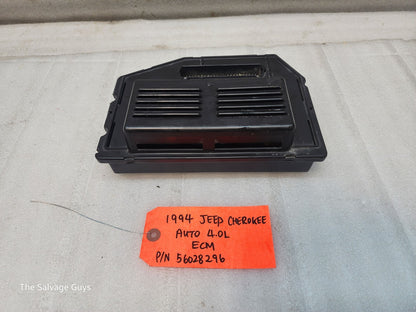 1994 JEEP CHEROKEE
AUTO 4.0L
ECM
P/N 56028296
The Salvage Guys